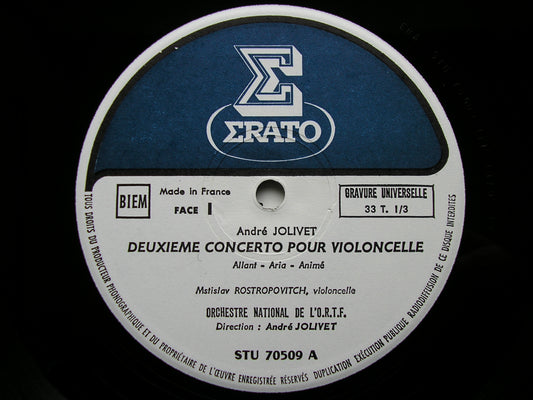 ΣRATO
BIEM
Made in France
FACE 1
GRAVURE UNIVERSELLE
33 T. 1/3
André JOLIVET
DEUXIEME CONCERTO POUR VIOLONCELLE
Allant - Aria - Animé
Mstislav ROSTROPOVITCH, violoncelle
ORCHESTRE NATIONAL DE L'O.R.T.F.
Direction : André JOLIVET
STU 70509 A
TOUS DROITS DU PRODUCTEUR PHONOGRAPHIQUE ET DU PROPRIÉTAIRE DE L'ŒUVRE ENREGISTRÉE RÉSERVÉS DUPLICATION EXÉCUTION PUBLIQUE RADIODIFFUSION DE CE DISQUE INTERDITES